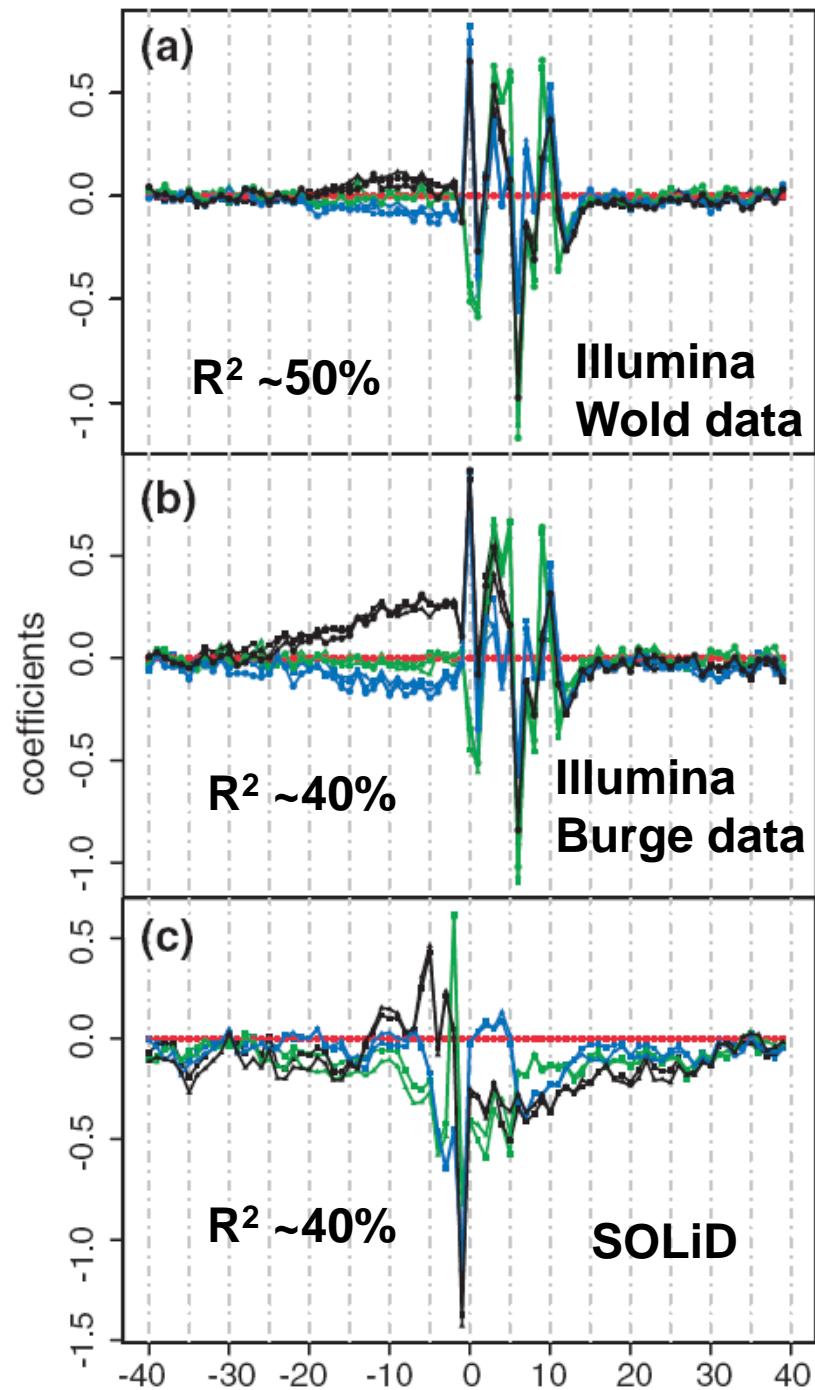 (a)
0.5
0.0
-0.5
-1.0
R² ~50%
Illumina
Wold data
(b)
0.5
0.0
-0.5
-1.0
coefficients
R² ~40%
Illumina
Burge data
(c)
0.5
0.0
-0.5
-1.0
-1.5
R² ~40%
SOLiD
-40 -30 -20 -10 0 10 20 30 40